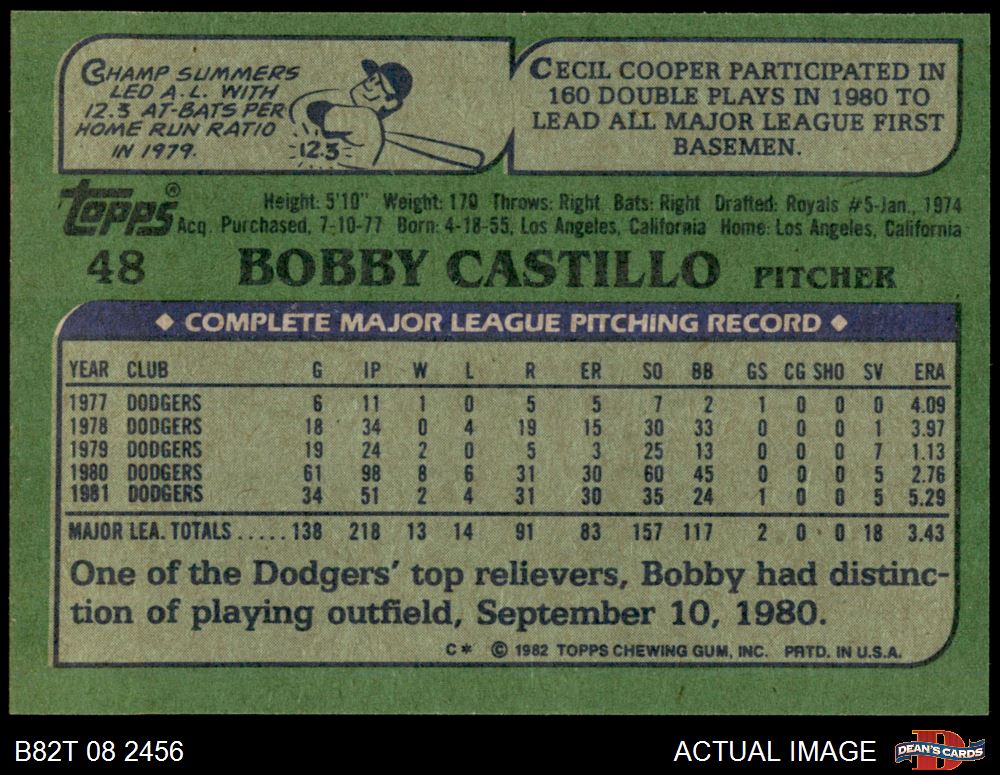 CHAMP SUMMERS
LED A.L. WITH
12.3 AT-BATS PER
HOME RUN RATIO
IN 1979.
12.3
CECIL COOPER PARTICIPATED IN
160 DOUBLE PLAYS IN 1980 TO
LEAD ALL MAJOR LEAGUE FIRST
BASEMEN.
topps®
Height: 5'10" Weight: 170 Throws: Right Bats: Right Drafted: Royals #5-Jan., 1974
Acq. Purchased, 7-10-77 Born: 4-18-55, Los Angeles, California Home: Los Angeles, California
48 BOBBY CASTILLO PITCHER
◆ COMPLETE MAJOR LEAGUE PITCHING RECORD ◆
YEAR CLUB G IP W L R ER SO BB GS CG SHO SV ERA
1977 DODGERS 6 11 1 0 5 5 7 2 1 0 0 0 4.09
1978 DODGERS 18 34 0 4 19 15 30 33 0 0 0 1 3.97
1979 DODGERS 19 24 2 0 5 3 25 13 0 0 0 7 1.13
1980 DODGERS 61 98 8 6 31 30 60 45 0 0 0 5 2.76
1981 DODGERS 34 51 2 4 31 30 35 24 1 0 0 5 5.29
MAJOR LEA. TOTALS ..... 138 218 13 14 91 83 157 117 2 0 0 18 3.43
One of the Dodgers' top relievers, Bobby had distinc-
tion of playing outfield, September 10, 1980.
C* © 1982 TOPPS CHEWING GUM, INC. PRTD. IN U.S.A.
B82T 08 2456
ACTUAL IMAGE
D
DEAN'S CARDS